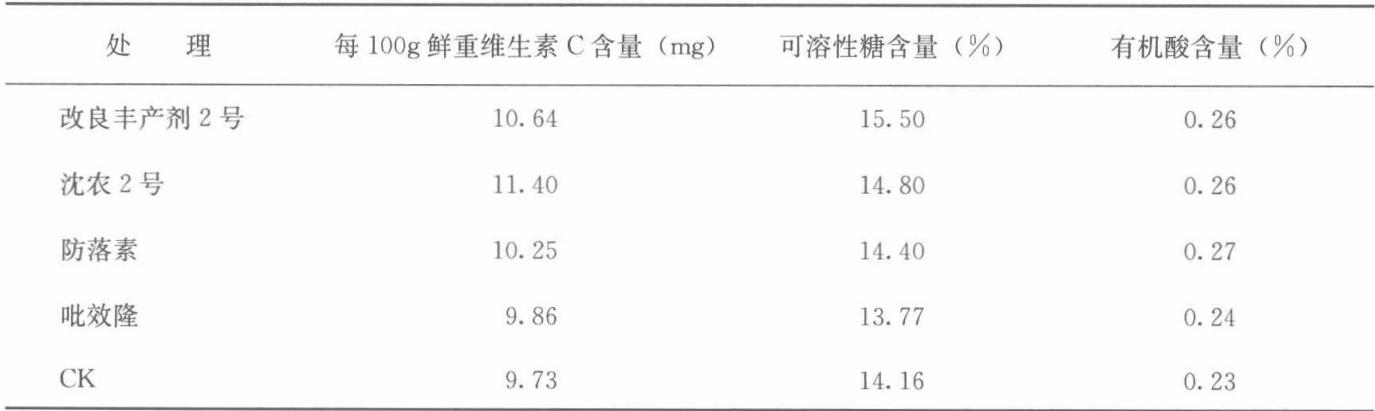 处 理 每 100g 鲜重维生素 C 含量（mg） 可溶性糖含量（%） 有机酸含量（%）
改良丰产剂 2 号 10.64 15.50 0.26
沈农 2 号 11.40 14.80 0.26
防落素 10.25 14.40 0.27
吡效隆 9.86 13.77 0.24
CK 9.73 14.16 0.23